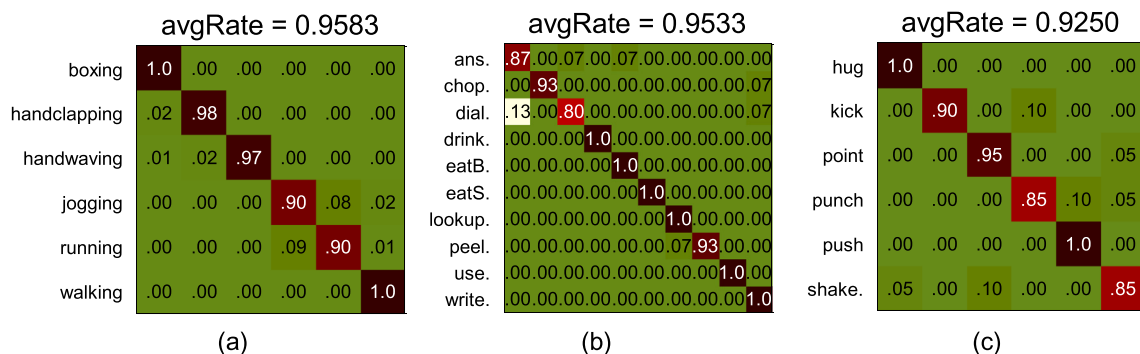 avgRate = 0.9583
boxing 1.0 .00 .00 .00 .00 .00
handclapping .02 .98 .00 .00 .00 .00
handwaving .01 .02 .97 .00 .00 .00
jogging .00 .00 .00 .90 .08 .02
running .00 .00 .00 .09 .90 .01
walking .00 .00 .00 .00 .00 1.0
(a)
avgRate = 0.9533
ans. .87 .00 .07 .00 .07 .00 .00 .00 .00 .00
chop. .00 .93 .00 .00 .00 .00 .00 .00 .00 .07
dial. .13 .00 .80 .00 .00 .00 .00 .00 .00 .07
drink. .00 .00 .00 1.0 .00 .00 .00 .00 .00 .00
eatB. .00 .00 .00 .00 1.0 .00 .00 .00 .00 .00
eatS. .00 .00 .00 .00 .00 1.0 .00 .00 .00 .00
lookup. .00 .00 .00 .00 .00 .00 1.0 .00 .00 .00
peel. .00 .00 .00 .00 .00 .00 .07 .93 .00 .00
use. .00 .00 .00 .00 .00 .00 .00 .00 1.0 .00
write. .00 .00 .00 .00 .00 .00 .00 .00 .00 1.0
(b)
avgRate = 0.9250
hug 1.0 .00 .00 .00 .00 .00
kick .00 .90 .00 .10 .00 .00
point .00 .00 .95 .00 .00 .05
punch .00 .00 .00 .85 .10 .05
push .00 .00 .00 .00 1.0 .00
shake. .05 .00 .10 .00 .00 .85
(c)